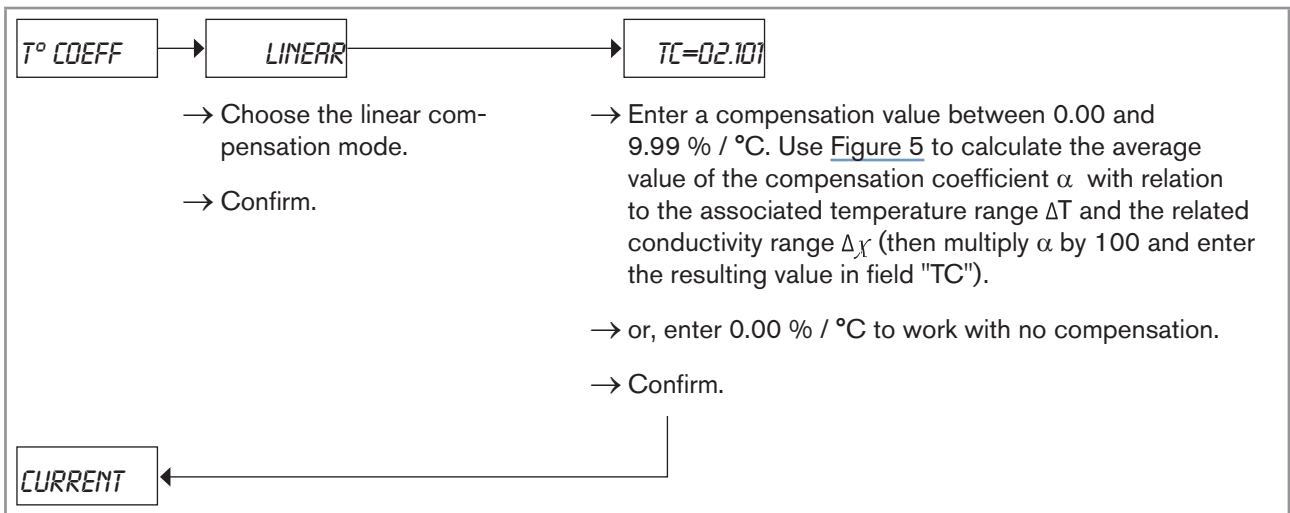 T° COEFF
LINEAR
TC=02.101
→ Choose the linear com-
pensation mode.
→ Confirm.
→ Enter a compensation value between 0.00 and
9.99 % / °C. Use Figure 5 to calculate the average
value of the compensation coefficient α with relation
to the associated temperature range ΔT and the related
conductivity range Δχ (then multiply α by 100 and enter
the resulting value in field "TC").
→ or, enter 0.00 % / °C to work with no compensation.
→ Confirm.
CURRENT